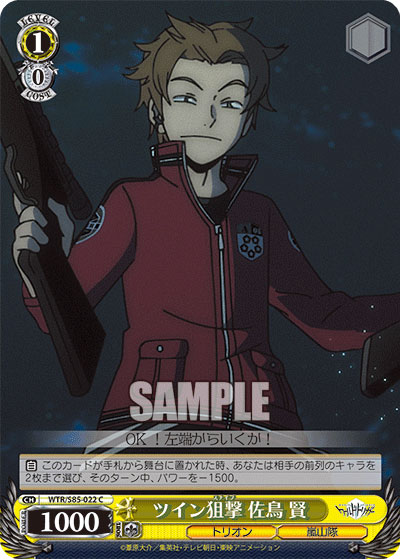 LEVEL
1
0
COST
SAMPLE
OK！左端がちいくが！
【自】 このカードが手札から舞台に置かれた時、あなたは相手の前列のキャラを
2枚まで選び、そのターン中、パワーを－1500。
CH WTR/S85-022 C
1000
ツイン狙撃 佐鳥 賢
トリオン
嵐山隊
©葦原大介／集英社・テレビ朝日・東映アニメーション